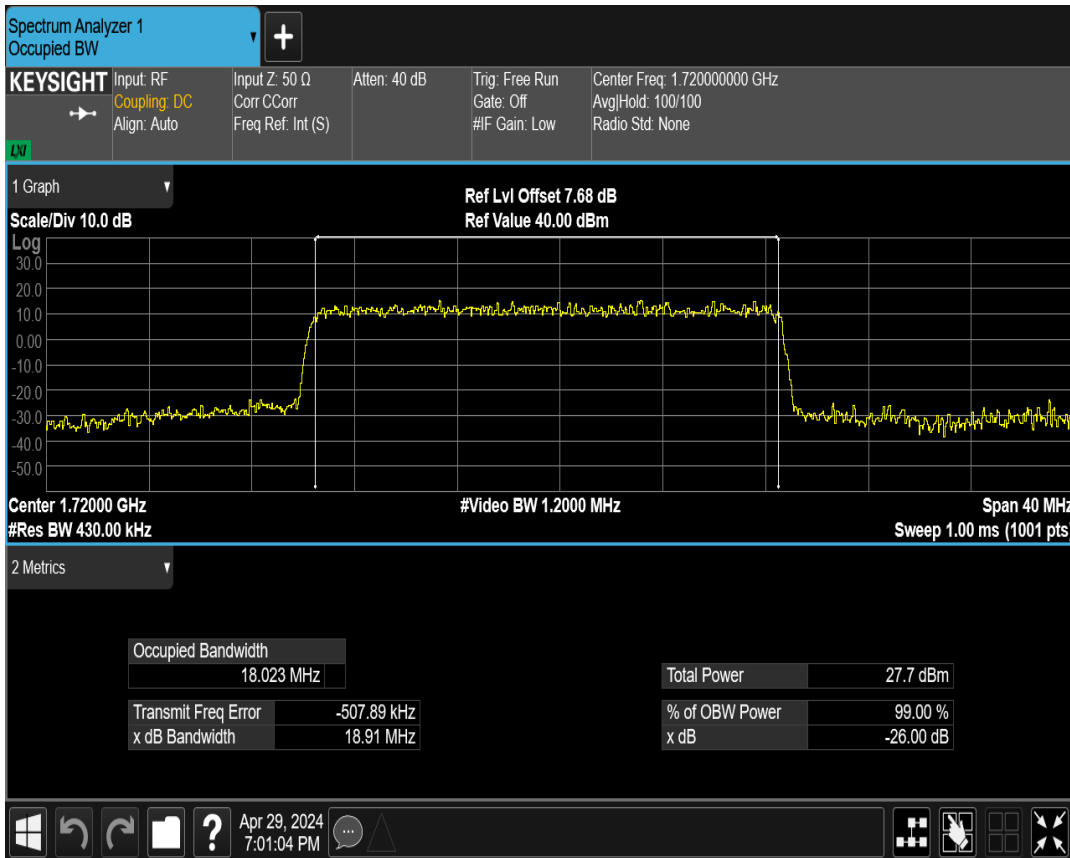 Spectrum Analyzer 1
Occupied BW
KEYSIGHT
LXI
Input: RF
Coupling: DC
Align: Auto
Input Z: 50 Ω
Corr CCorr
Freq Ref: Int (S)
Atten: 40 dB
Trig: Free Run
Gate: Off
#IF Gain: Low
Center Freq: 1.720000000 GHz
Avg|Hold: 100/100
Radio Std: None
1 Graph
Scale/Div 10.0 dB
Ref Lvl Offset 7.68 dB
Ref Value 40.00 dBm
Log
30.0
20.0
10.0
0.00
-10.0
-20.0
-30.0
-40.0
-50.0
Center 1.72000 GHz
#Res BW 430.00 kHz
#Video BW 1.2000 MHz
Span 40 MHz
Sweep 1.00 ms (1001 pts)
2 Metrics
Occupied Bandwidth
18.023 MHz
Transmit Freq Error -507.89 kHz
x dB Bandwidth 18.91 MHz
Total Power 27.7 dBm
% of OBW Power 99.00 %
x dB -26.00 dB
Apr 29, 2024
7:01:04 PM